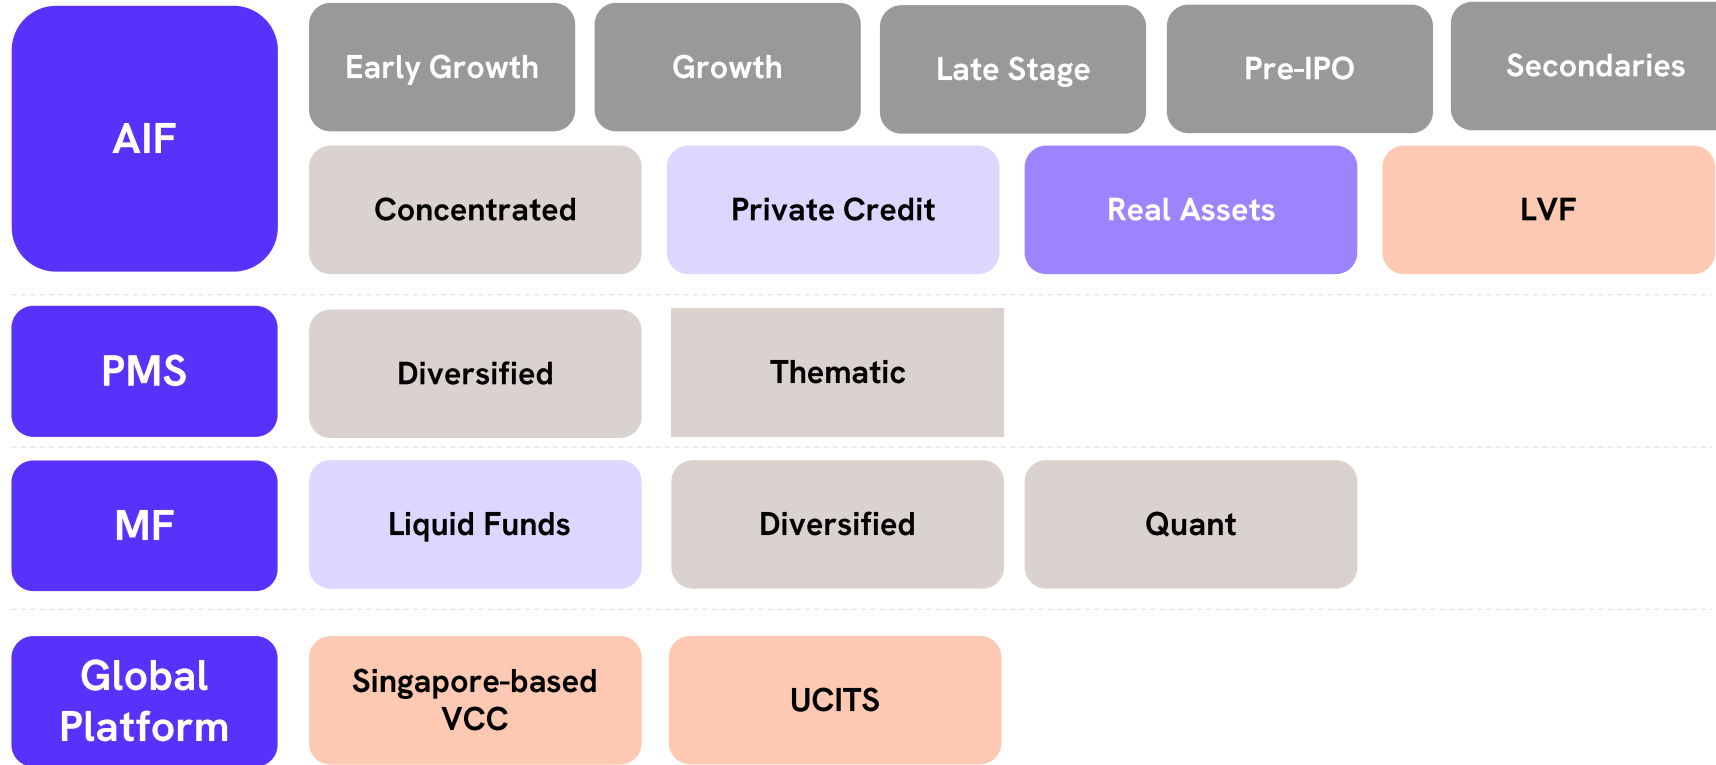 AIF
Early Growth
Growth
Late Stage
Pre-IPO
Secondaries
Concentrated
Private Credit
Real Assets
LVF
PMS
Diversified
Thematic
MF
Liquid Funds
Diversified
Quant
Global
Platform
Singapore-based
VCC
UCITS